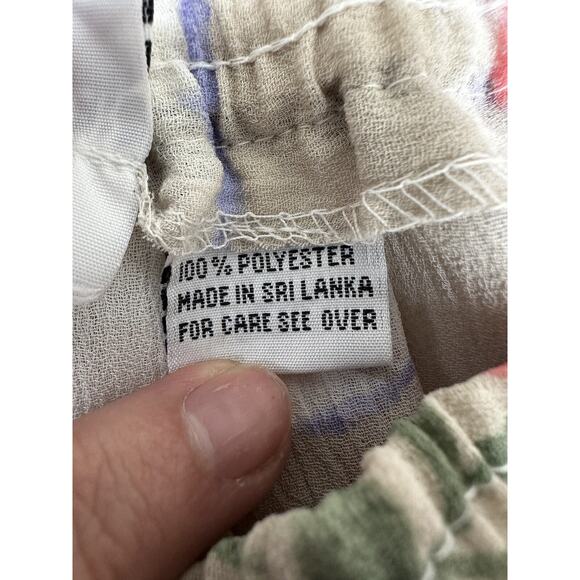 100% POLYESTER
MADE IN SRI LANKA
FOR CARE SEE OVER